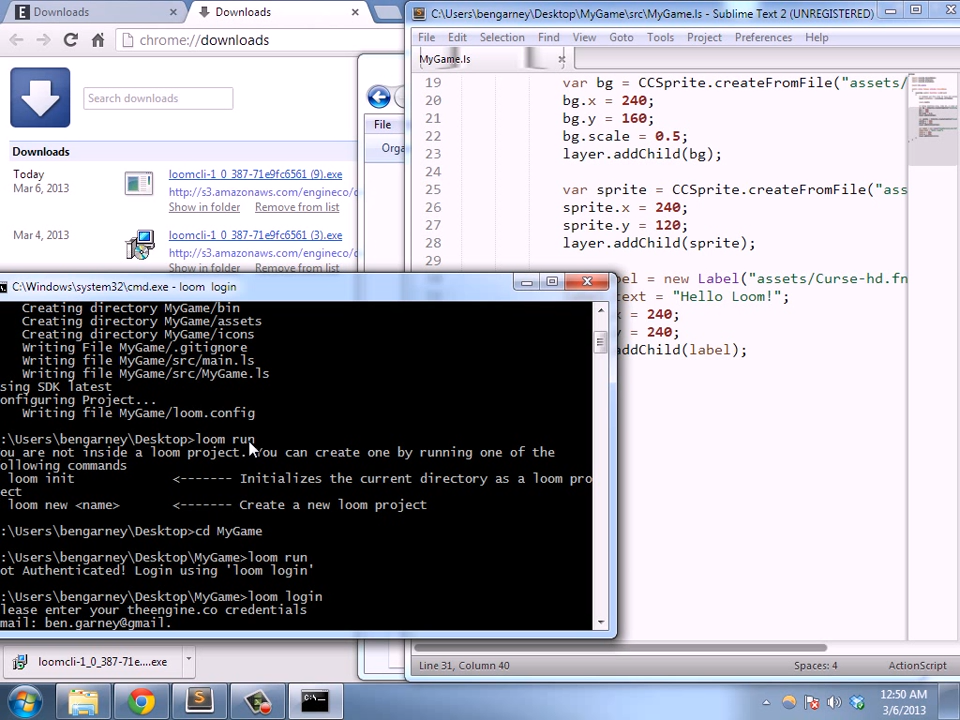 Downloads
Downloads
chrome://downloads
Search downloads
Downloads
Today
Mar 6, 2013
loomcli-1_0_387-71e9fc6561 (9).exe
http://s3.amazonaws.com/engineco/
Show in folder
Remove from list
Mar 4, 2013
loomcli-1_0_387-71e9fc6561 (3).exe
http://s3.amazonaws.com/engineco/
Show in folder
Remove from list
File
Orga
C:\Users\bengarney\Desktop\MyGame\src\MyGame.ls - Sublime Text 2 (UNREGISTERED)
File Edit Selection Find View Goto Tools Project Preferences Help
MyGame.ls
19 var bg = CCSprite.createFromFile("assets/
20 bg.x = 240;
21 bg.y = 160;
22 bg.scale = 0.5;
23 layer.addChild(bg);
24
25 var sprite = CCSprite.createFromFile("ass
26 sprite.x = 240;
27 sprite.y = 120;
28 layer.addChild(sprite);
29
bel = new Label("assets/Curse-hd.fn
text = "Hello Loom!";
x = 240;
y = 240;
addChild(label);
Line 31, Column 40
Spaces: 4
ActionScript
C:\Windows\system32\cmd.exe - loom login
Creating directory MyGame/bin
Creating directory MyGame/assets
Creating directory MyGame/icons
Writing File MyGame/.gitignore
Writing file MyGame/src/main.ls
Writing file MyGame/src/MyGame.ls
sing SDK latest
onfiguring Project...
Writing file MyGame/loom.config
:\Users\bengarney\Desktop>loom run
ou are not inside a loom project. You can create one by running one of the
ollowing commands
loom init <------- Initializes the current directory as a loom pro
ect
loom new <name> <------- Create a new loom project
:\Users\bengarney\Desktop>cd MyGame
:\Users\bengarney\Desktop\MyGame>loom run
ot Authenticated! Login using 'loom login'
:\Users\bengarney\Desktop\MyGame>loom login
lease enter your theengine.co credentials
mail: ben.garney@gmail.
loomcli-1_0_387-71e....exe
12:50 AM
3/6/2013